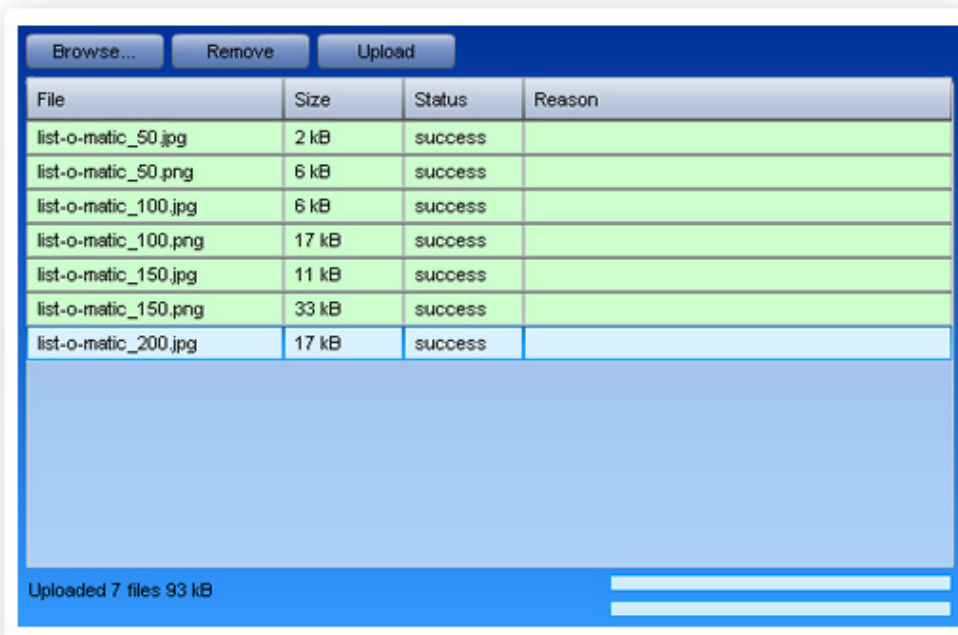 Browse... Remove Upload
File Size Status Reason
list-o-matic_50.jpg 2 kB success
list-o-matic_50.png 6 kB success
list-o-matic_100.jpg 6 kB success
list-o-matic_100.png 17 kB success
list-o-matic_150.jpg 11 kB success
list-o-matic_150.png 33 kB success
list-o-matic_200.jpg 17 kB success
Uploaded 7 files 93 kB